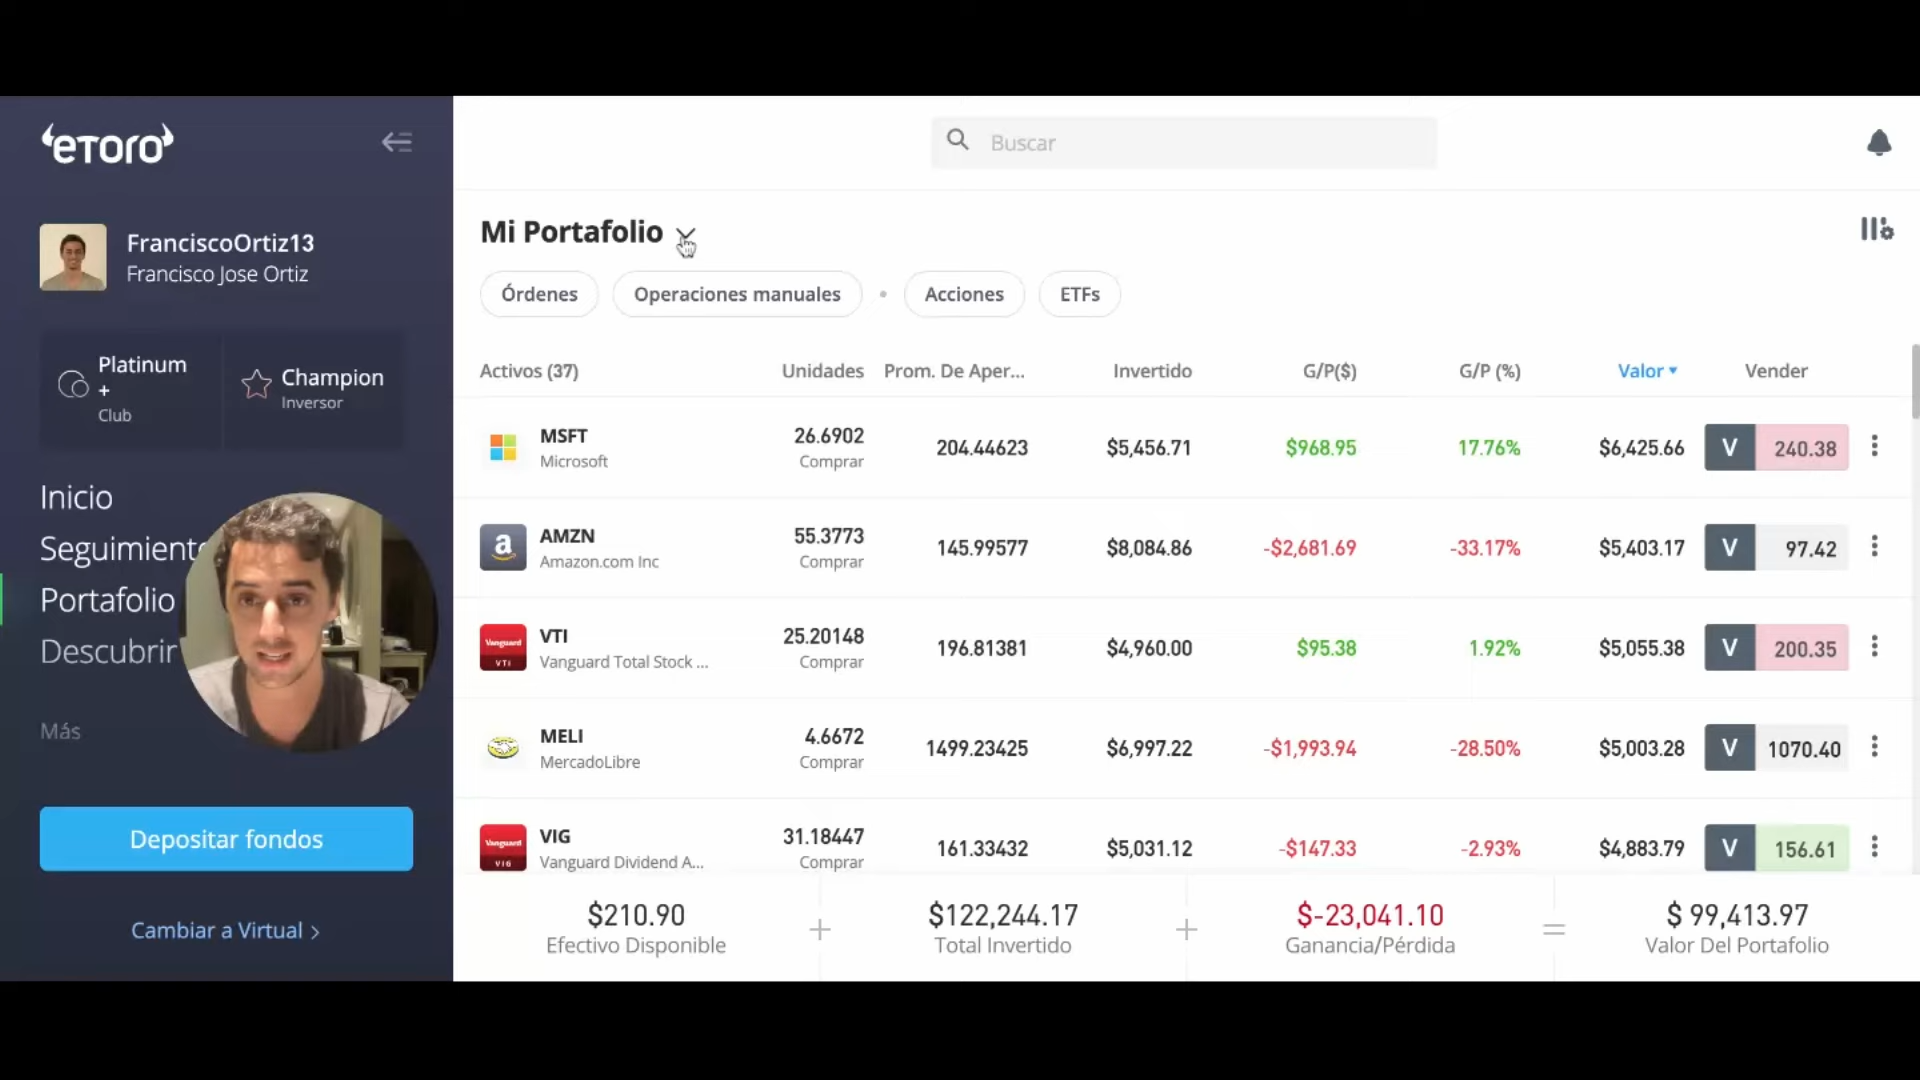 eToro
Buscar
FranciscoOrtiz13
Francisco Jose Ortiz
Platinum
+
Club
Champion
Inversor
Inicio
Seguimient
Portafolio
Descubrir
Más
Depositar fondos
Cambiar a Virtual >
Mi Portafolio
Órdenes Operaciones manuales • Acciones ETFs
Activos (37) Unidades Prom. De Aper... Invertido G/P($) G/P (%) Valor Vender
MSFT 26.6902 204.44623 $5,456.71 $968.95 17.76% $6,425.66 V 240.38
Microsoft Comprar
a AMZN 55.3773 145.99577 $8,084.86 -$2,681.69 -33.17% $5,403.17 V 97.42
Amazon.com Inc Comprar
Vanguard VTI VTI 25.20148 196.81381 $4,960.00 $95.38 1.92% $5,055.38 V 200.35
Vanguard Total Stock ... Comprar
MELI 4.6672 1499.23425 $6,997.22 -$1,993.94 -28.50% $5,003.28 V 1070.40
MercadoLibre Comprar
Vanguard VIG VIG 31.18447 161.33432 $5,031.12 -$147.33 -2.93% $4,883.79 V 156.61
Vanguard Dividend A... Comprar
$210.90 + $122,244.17 + $-23,041.10 = $ 99,413.97
Efectivo Disponible Total Invertido Ganancia/Pérdida Valor Del Portafolio